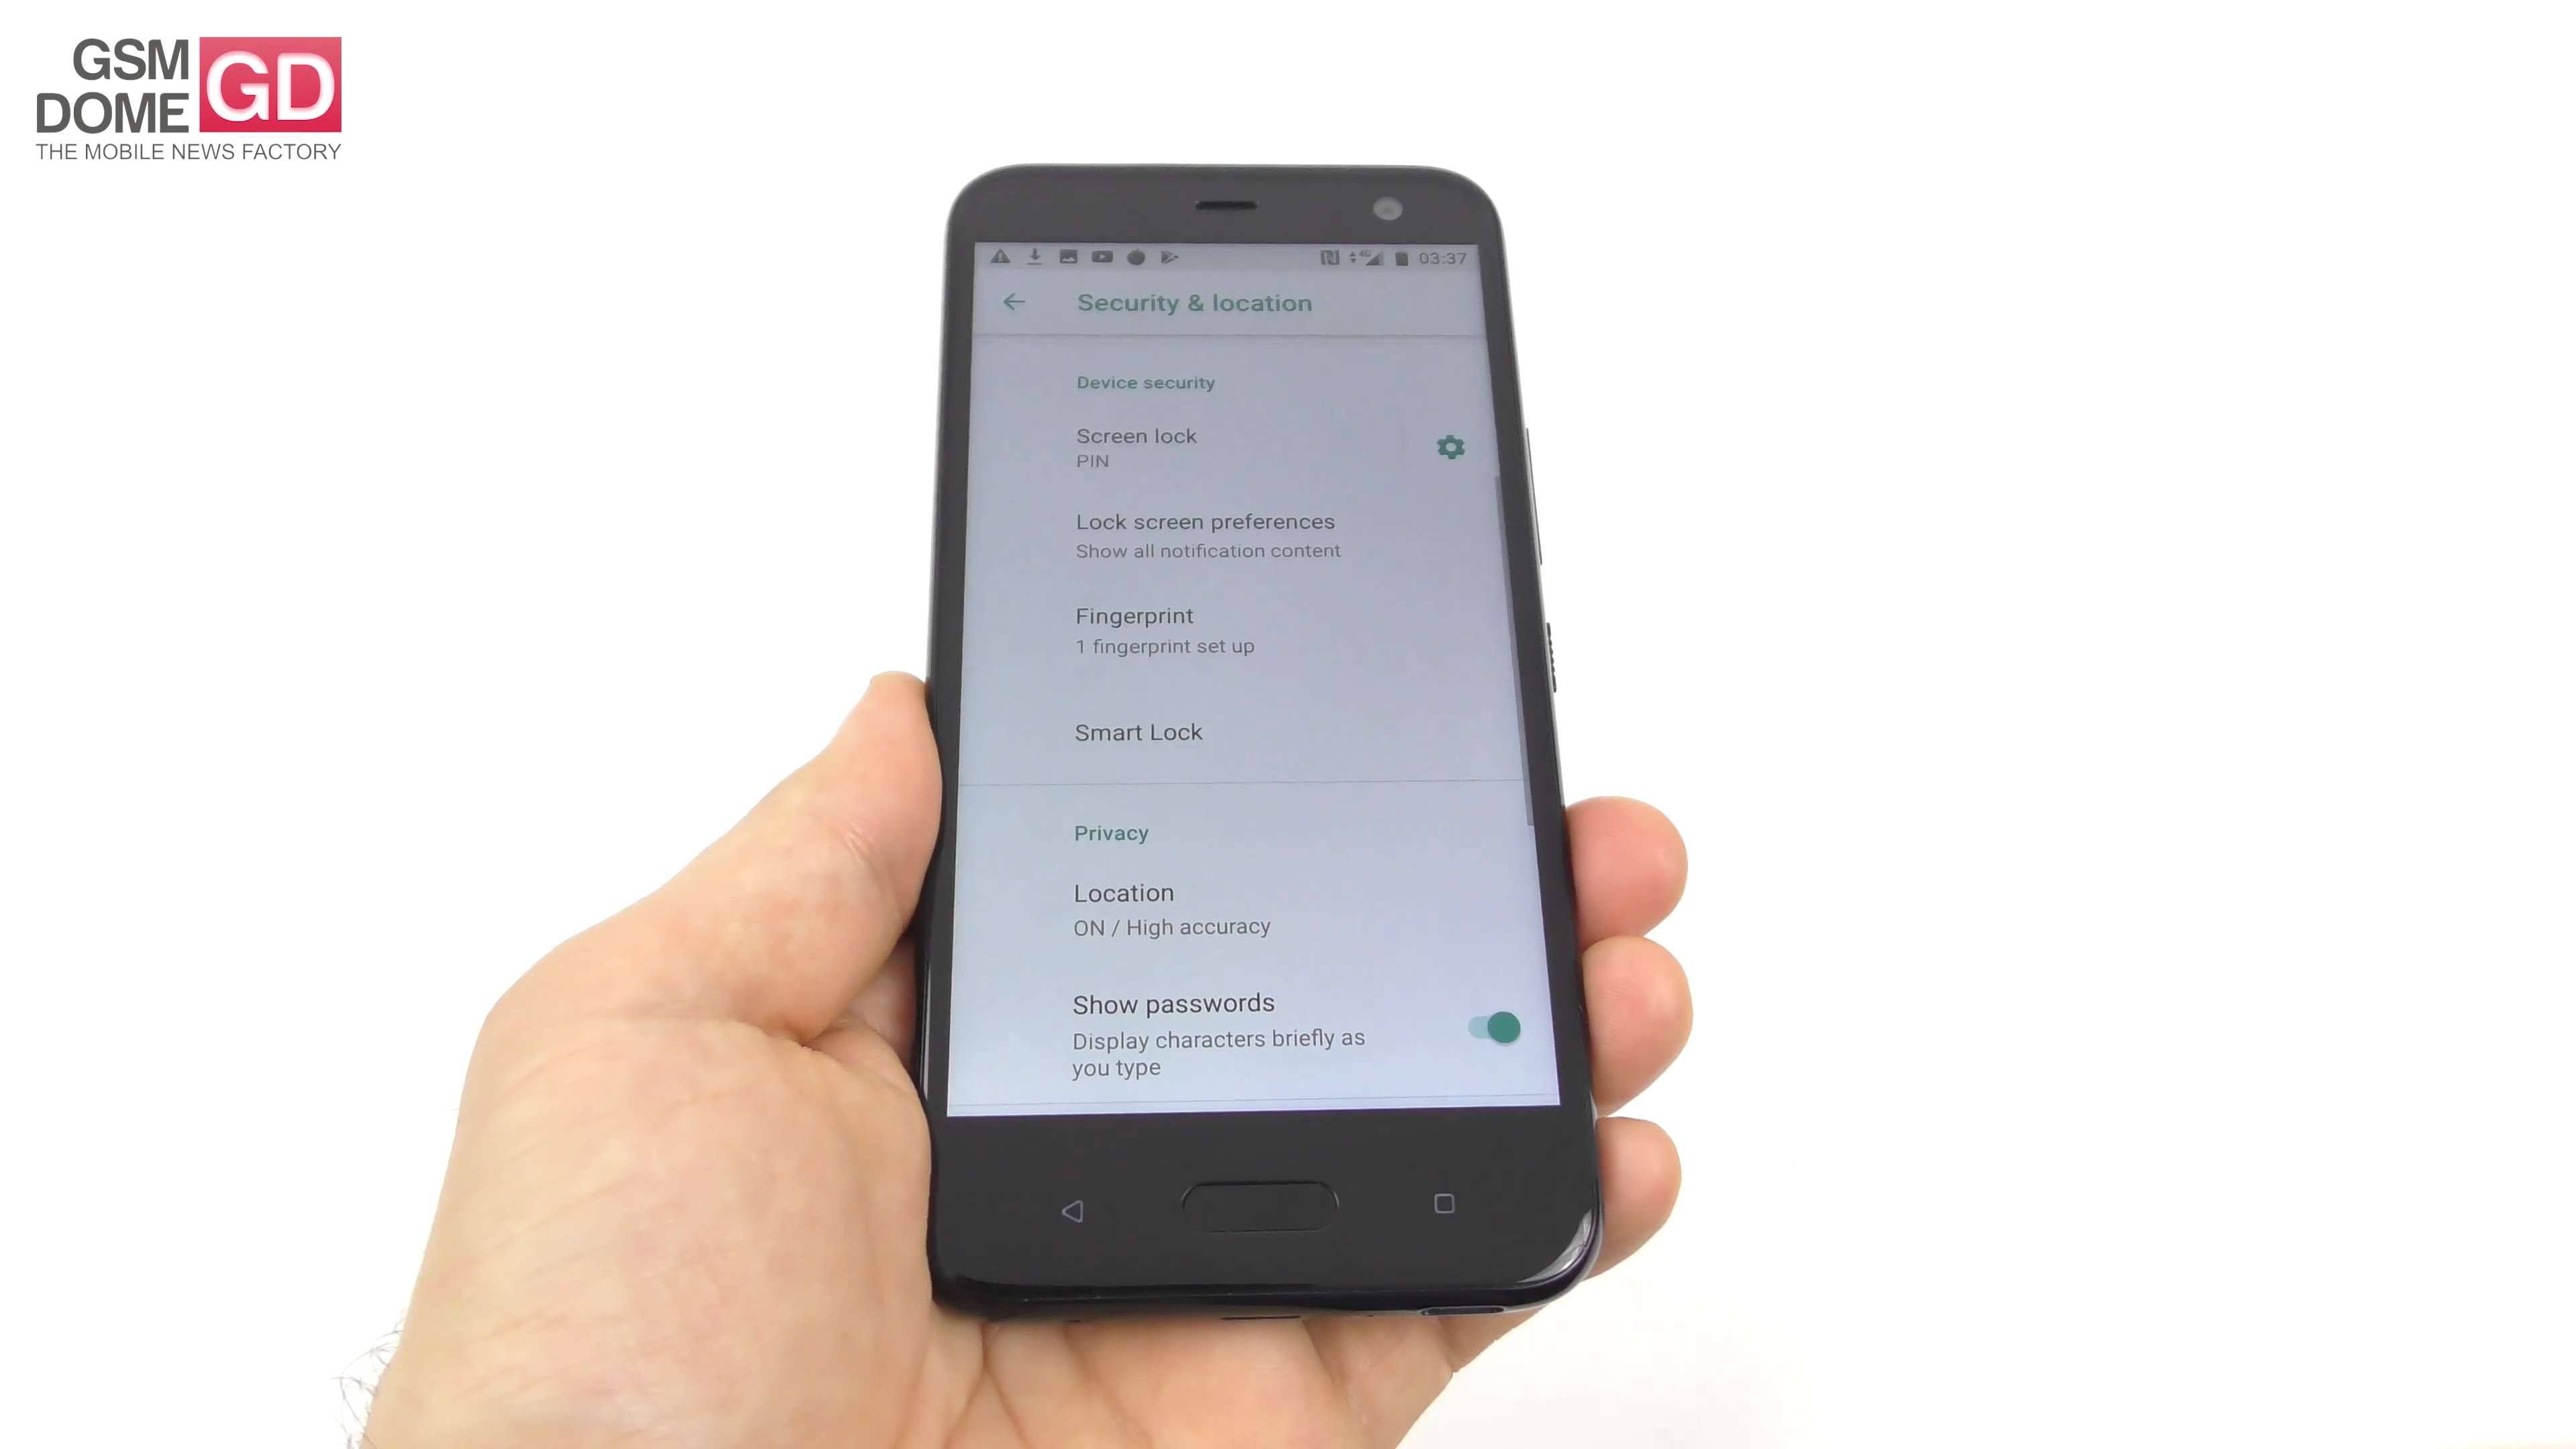 GSM
DOME
GD
THE MOBILE NEWS FACTORY
4G
03:37
Security & location
Device security
Screen lock
PIN
Lock screen preferences
Show all notification content
Fingerprint
1 fingerprint set up
Smart Lock
Privacy
Location
ON / High accuracy
Show passwords
Display characters briefly as
you type